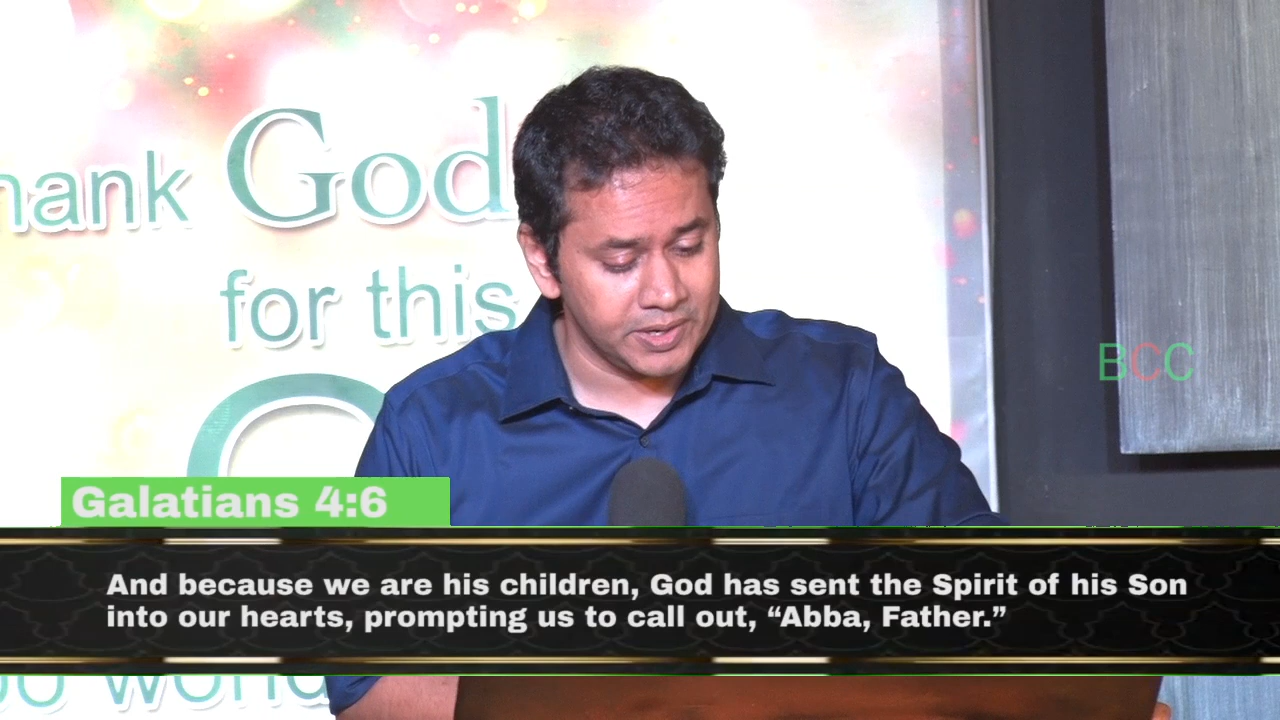 hank God
for this
BCC
Galatians 4:6
And because we are his children, God has sent the Spirit of his Son
into our hearts, prompting us to call out, “Abba, Father.”